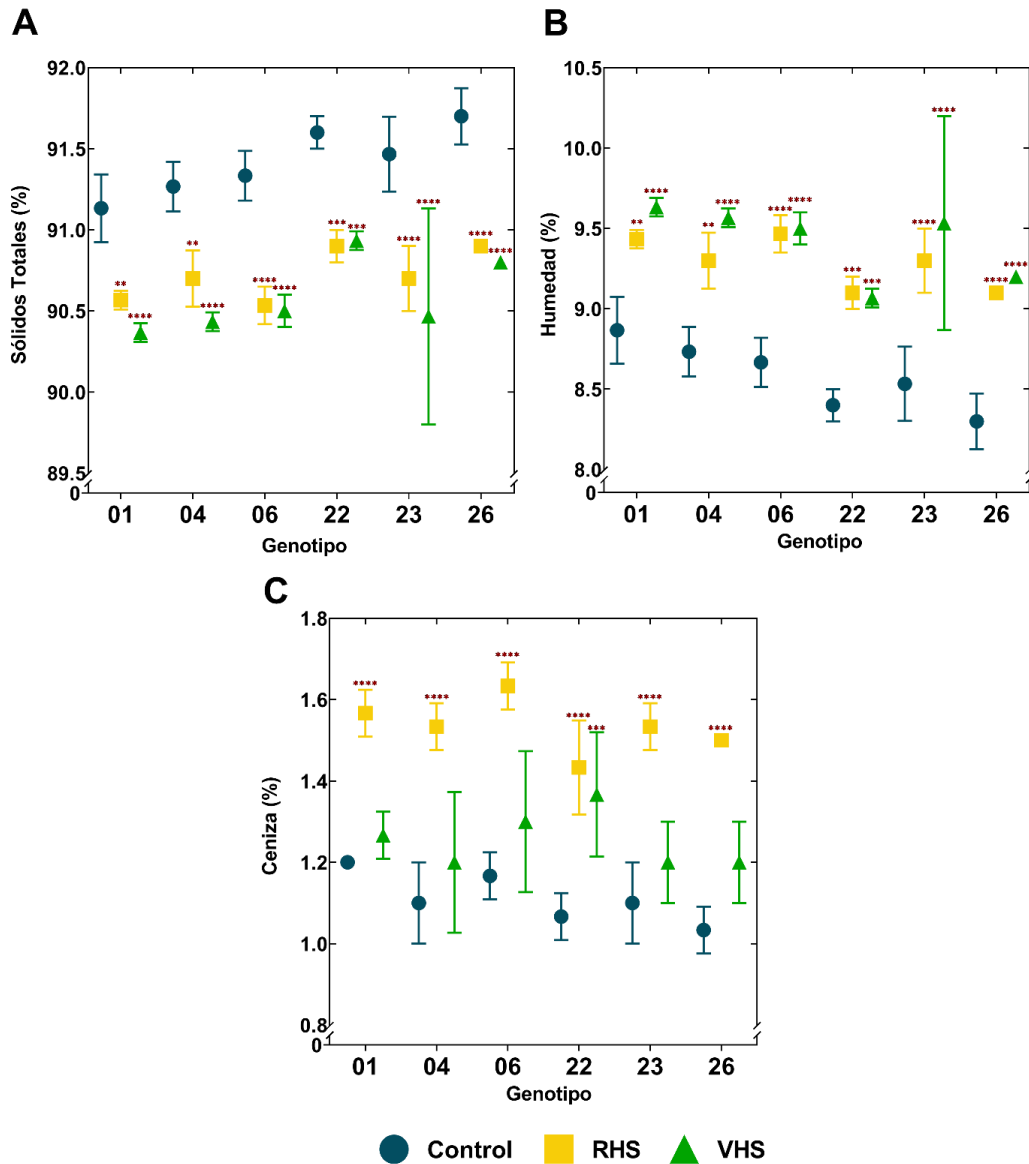 A
Sólidos Totales (%)
92.0
91.5
91.0
90.5
90.0
89.5
0
** **** ** **** **** **** *** *** **** **** **** ****
01 04 06 22 23 26
Genotipo
B
Humedad (%)
10.5
10.0
9.5
9.0
8.5
8.0
0
** **** ** **** **** **** *** *** **** **** **** ****
01 04 06 22 23 26
Genotipo
C
Ceniza (%)
1.8
1.6
1.4
1.2
1.0
0.8
0
**** **** **** **** *** **** ****
01 04 06 22 23 26
Genotipo
Control RHS VHS